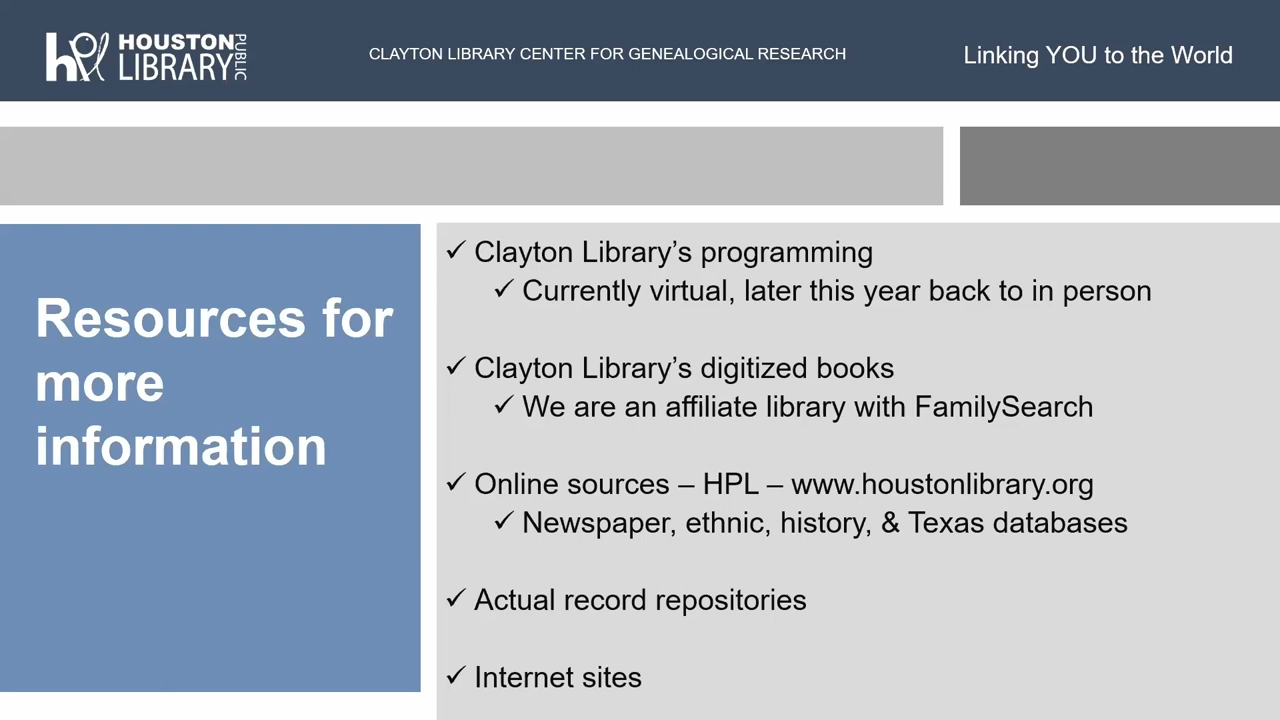 HOUSTON
LIBRARY
PUBLIC
CLAYTON LIBRARY CENTER FOR GENEALOGICAL RESEARCH
Linking YOU to the World
Resources for
more
information
✓ Clayton Library’s programming
✓ Currently virtual, later this year back to in person
✓ Clayton Library’s digitized books
✓ We are an affiliate library with FamilySearch
✓ Online sources – HPL – www.houstonlibrary.org
✓ Newspaper, ethnic, history, & Texas databases
✓ Actual record repositories
✓ Internet sites